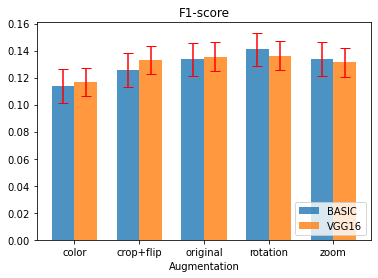 F1-score
0.16
0.14
0.12
0.10
0.08
0.06
0.04
0.02
0.00
BASIC
VGG16
color crop+flip original rotation zoom
Augmentation